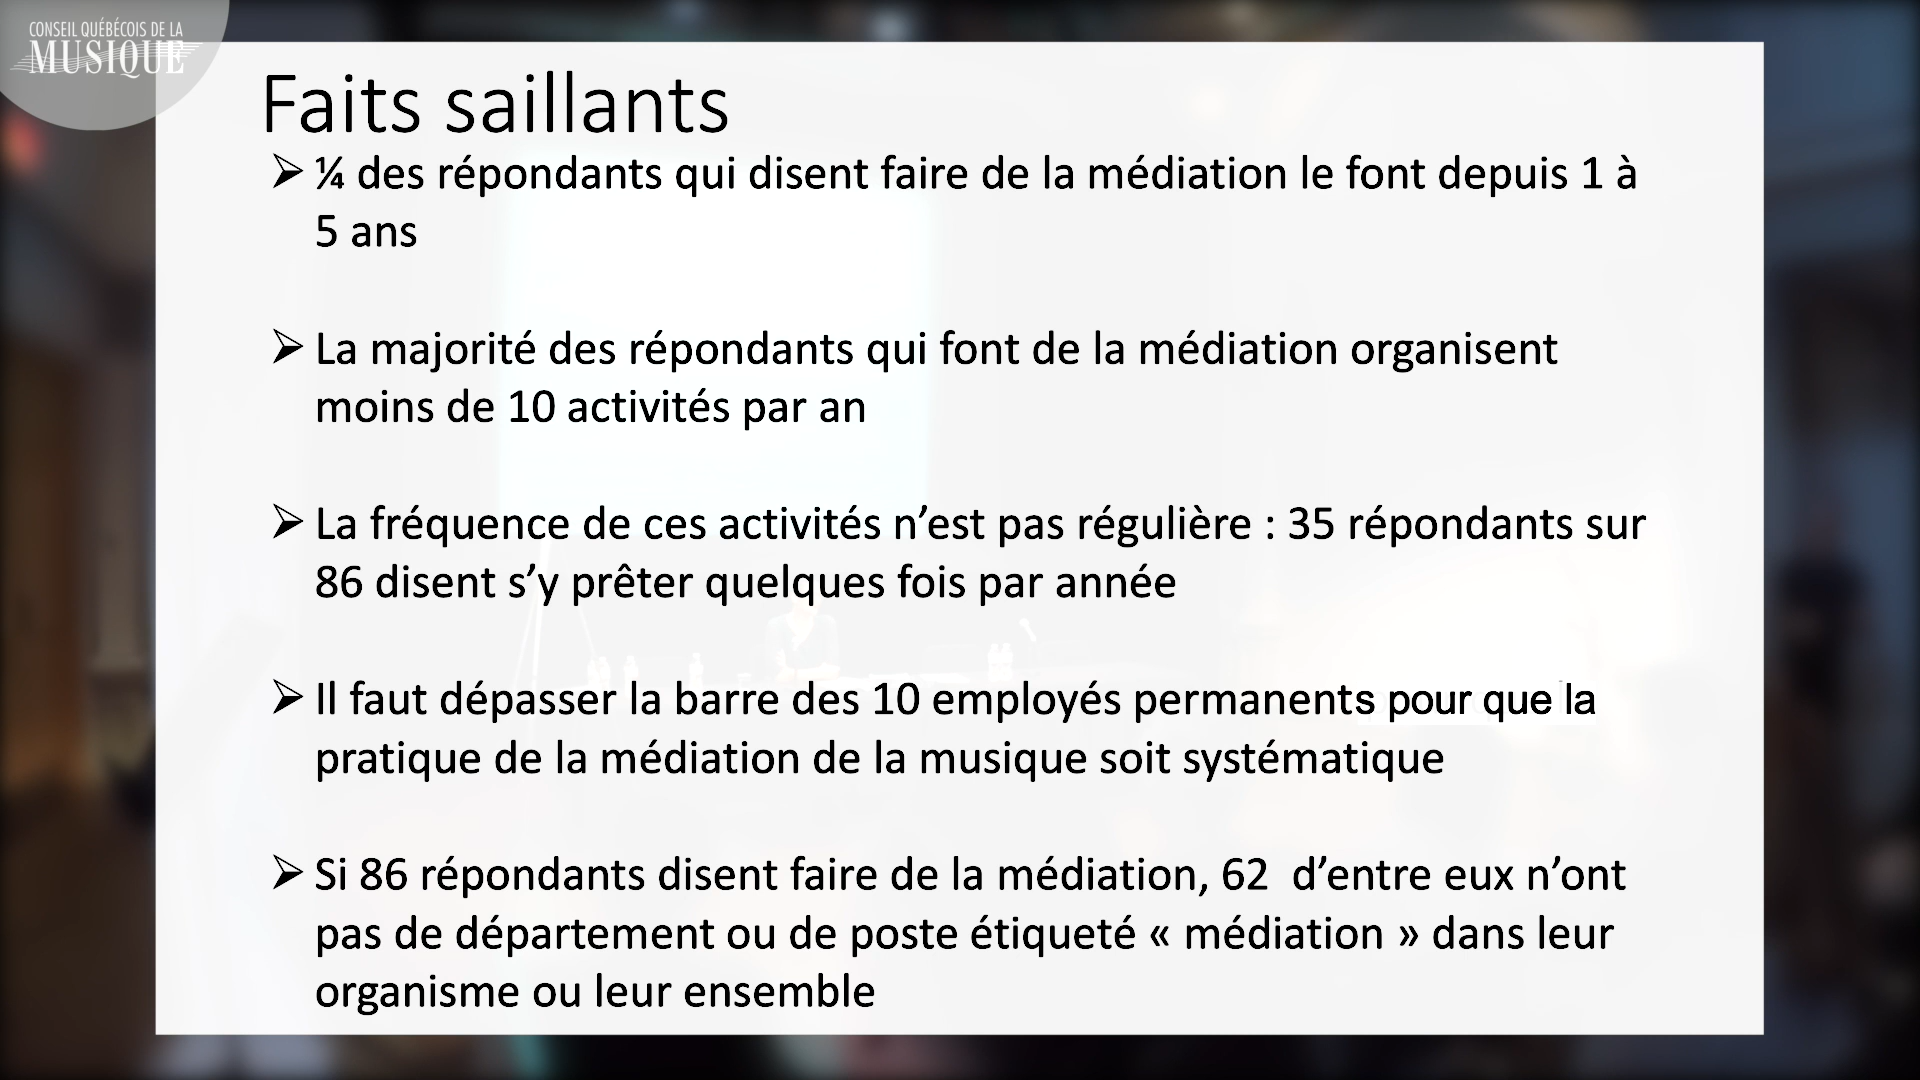 CONSEIL QUÉBÉCOIS DE LA
MUSIQUE
Faits saillants
➢ ¼ des répondants qui disent faire de la médiation le font depuis 1 à
5 ans
➢ La majorité des répondants qui font de la médiation organisent
moins de 10 activités par an
➢ La fréquence de ces activités n’est pas régulière : 35 répondants sur
86 disent s’y prêter quelques fois par année
➢ Il faut dépasser la barre des 10 employés permanents pour que la
pratique de la médiation de la musique soit systématique
➢ Si 86 répondants disent faire de la médiation, 62  d’entre eux n’ont
pas de département ou de poste étiqueté « médiation » dans leur
organisme ou leur ensemble